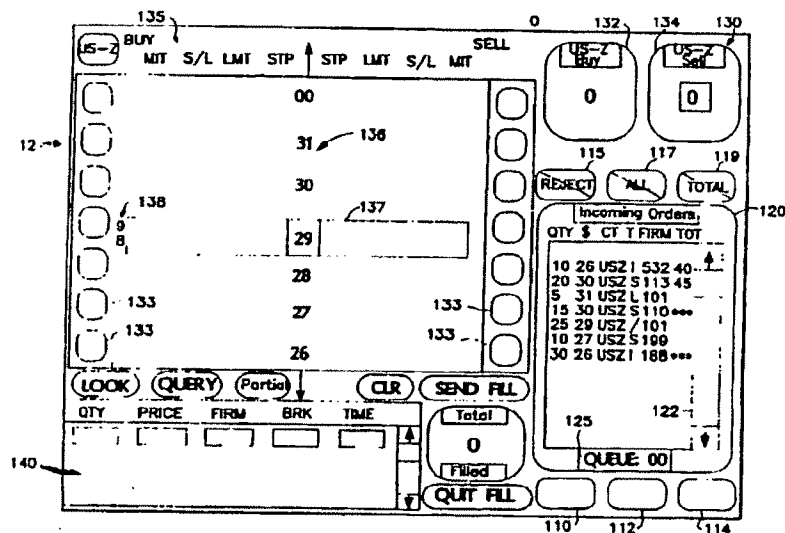 0 132 134 130
135
US-Z BUY SELL
MIT S/L LMT STP STP LMT S/L MIT
US-Z Buy
0
US-Z Sell
0
12
00
31 136
30
138 137
9
8
29
28
133 27 133
133 26 133
115 117 119
REJECT ALL TOTAL
120
Incoming Orders
QTY $ CT T FIRM TOT
10 26 USZ I 532 40
20 30 USZ S 113 45
5 31 USZ L 101
15 30 USZ S 110 •••
25 29 USZ / 101
10 27 USZ S 199
30 26 USZ I 188 •••
122
125
QUEUE: 00
LOOK QUERY Partial CLR SEND FILL
QTY PRICE FIRM BRK TIME
140
Total
0
Filled
QUIT FILL
110 112 114